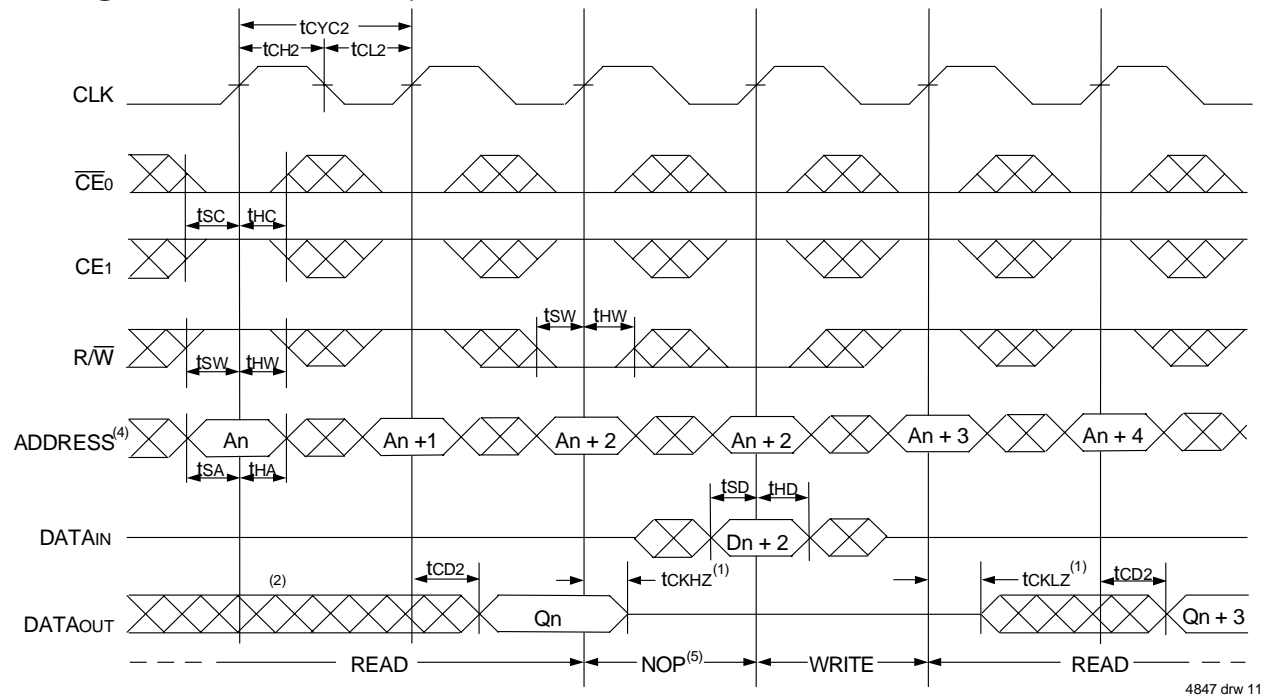 tCYC2
tCH2 tCL2
CLK
CE0
tSC tHC
CE1
tSW tHW
R/W
tSW tHW
ADDRESS(4) An An +1 An + 2 An + 2 An + 3 An + 4
tSA tHA
tSD tHD
DATAIN Dn + 2
tCD2 (2) tCKHZ(1) tCKLZ(1) tCD2
DATAOUT Qn Qn + 3
READ NOP(5) WRITE READ
4847 drw 11